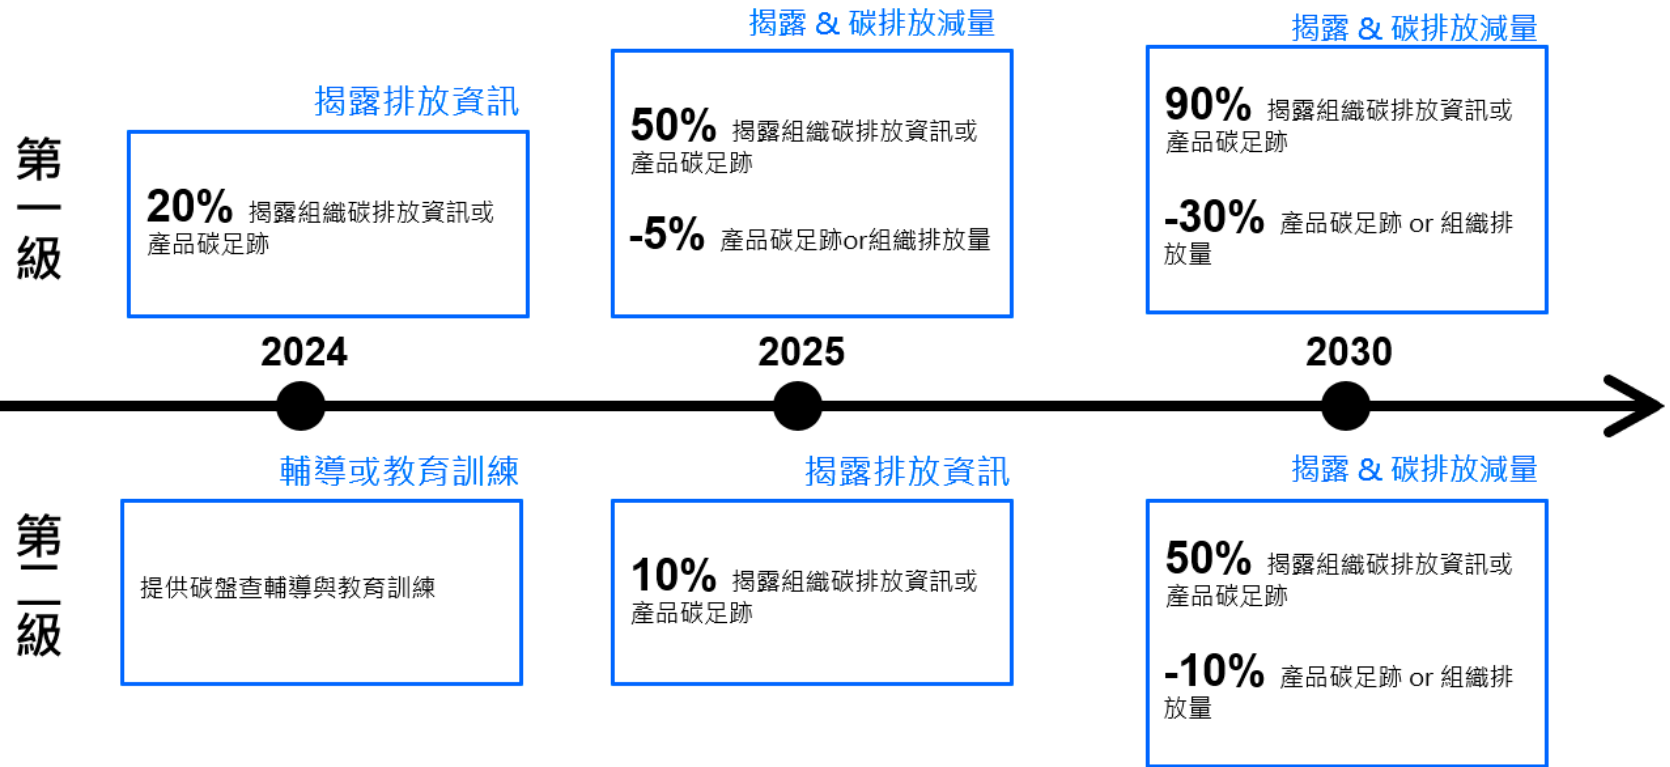 第一級
揭露排放資訊
20% 揭露組織碳排放資訊或
產品碳足跡
揭露 & 碳排放減量
50% 揭露組織碳排放資訊或
產品碳足跡
-5% 產品碳足跡or組織排放量
揭露 & 碳排放減量
90% 揭露組織碳排放資訊或
產品碳足跡
-30% 產品碳足跡 or 組織排
放量
2024
2025
2030
第二級
輔導或教育訓練
提供碳盤查輔導與教育訓練
揭露排放資訊
10% 揭露組織碳排放資訊或
產品碳足跡
揭露 & 碳排放減量
50% 揭露組織碳排放資訊或
產品碳足跡
-10% 產品碳足跡 or 組織排
放量